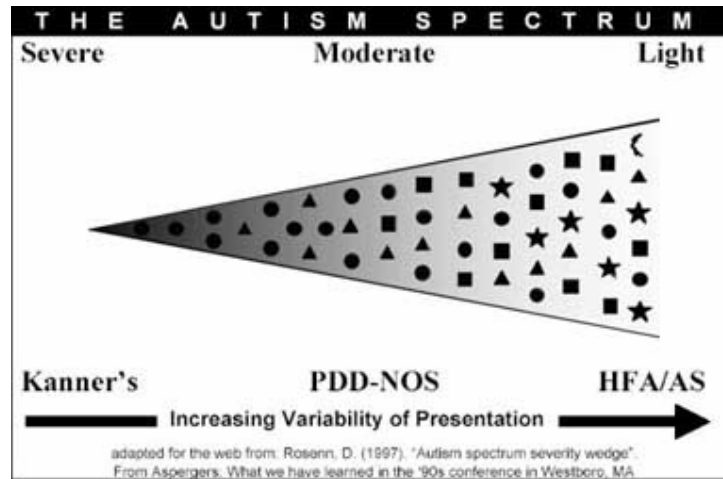 THE AUTISM SPECTRUM
Severe Moderate Light
Kanner's PDD-NOS HFA/AS
Increasing Variability of Presentation
adapted for the web from: Rosenn, D. (1997). "Autism spectrum severity wedge".
From Aspergers: What we have learned in the '90s conference in Westboro, MA